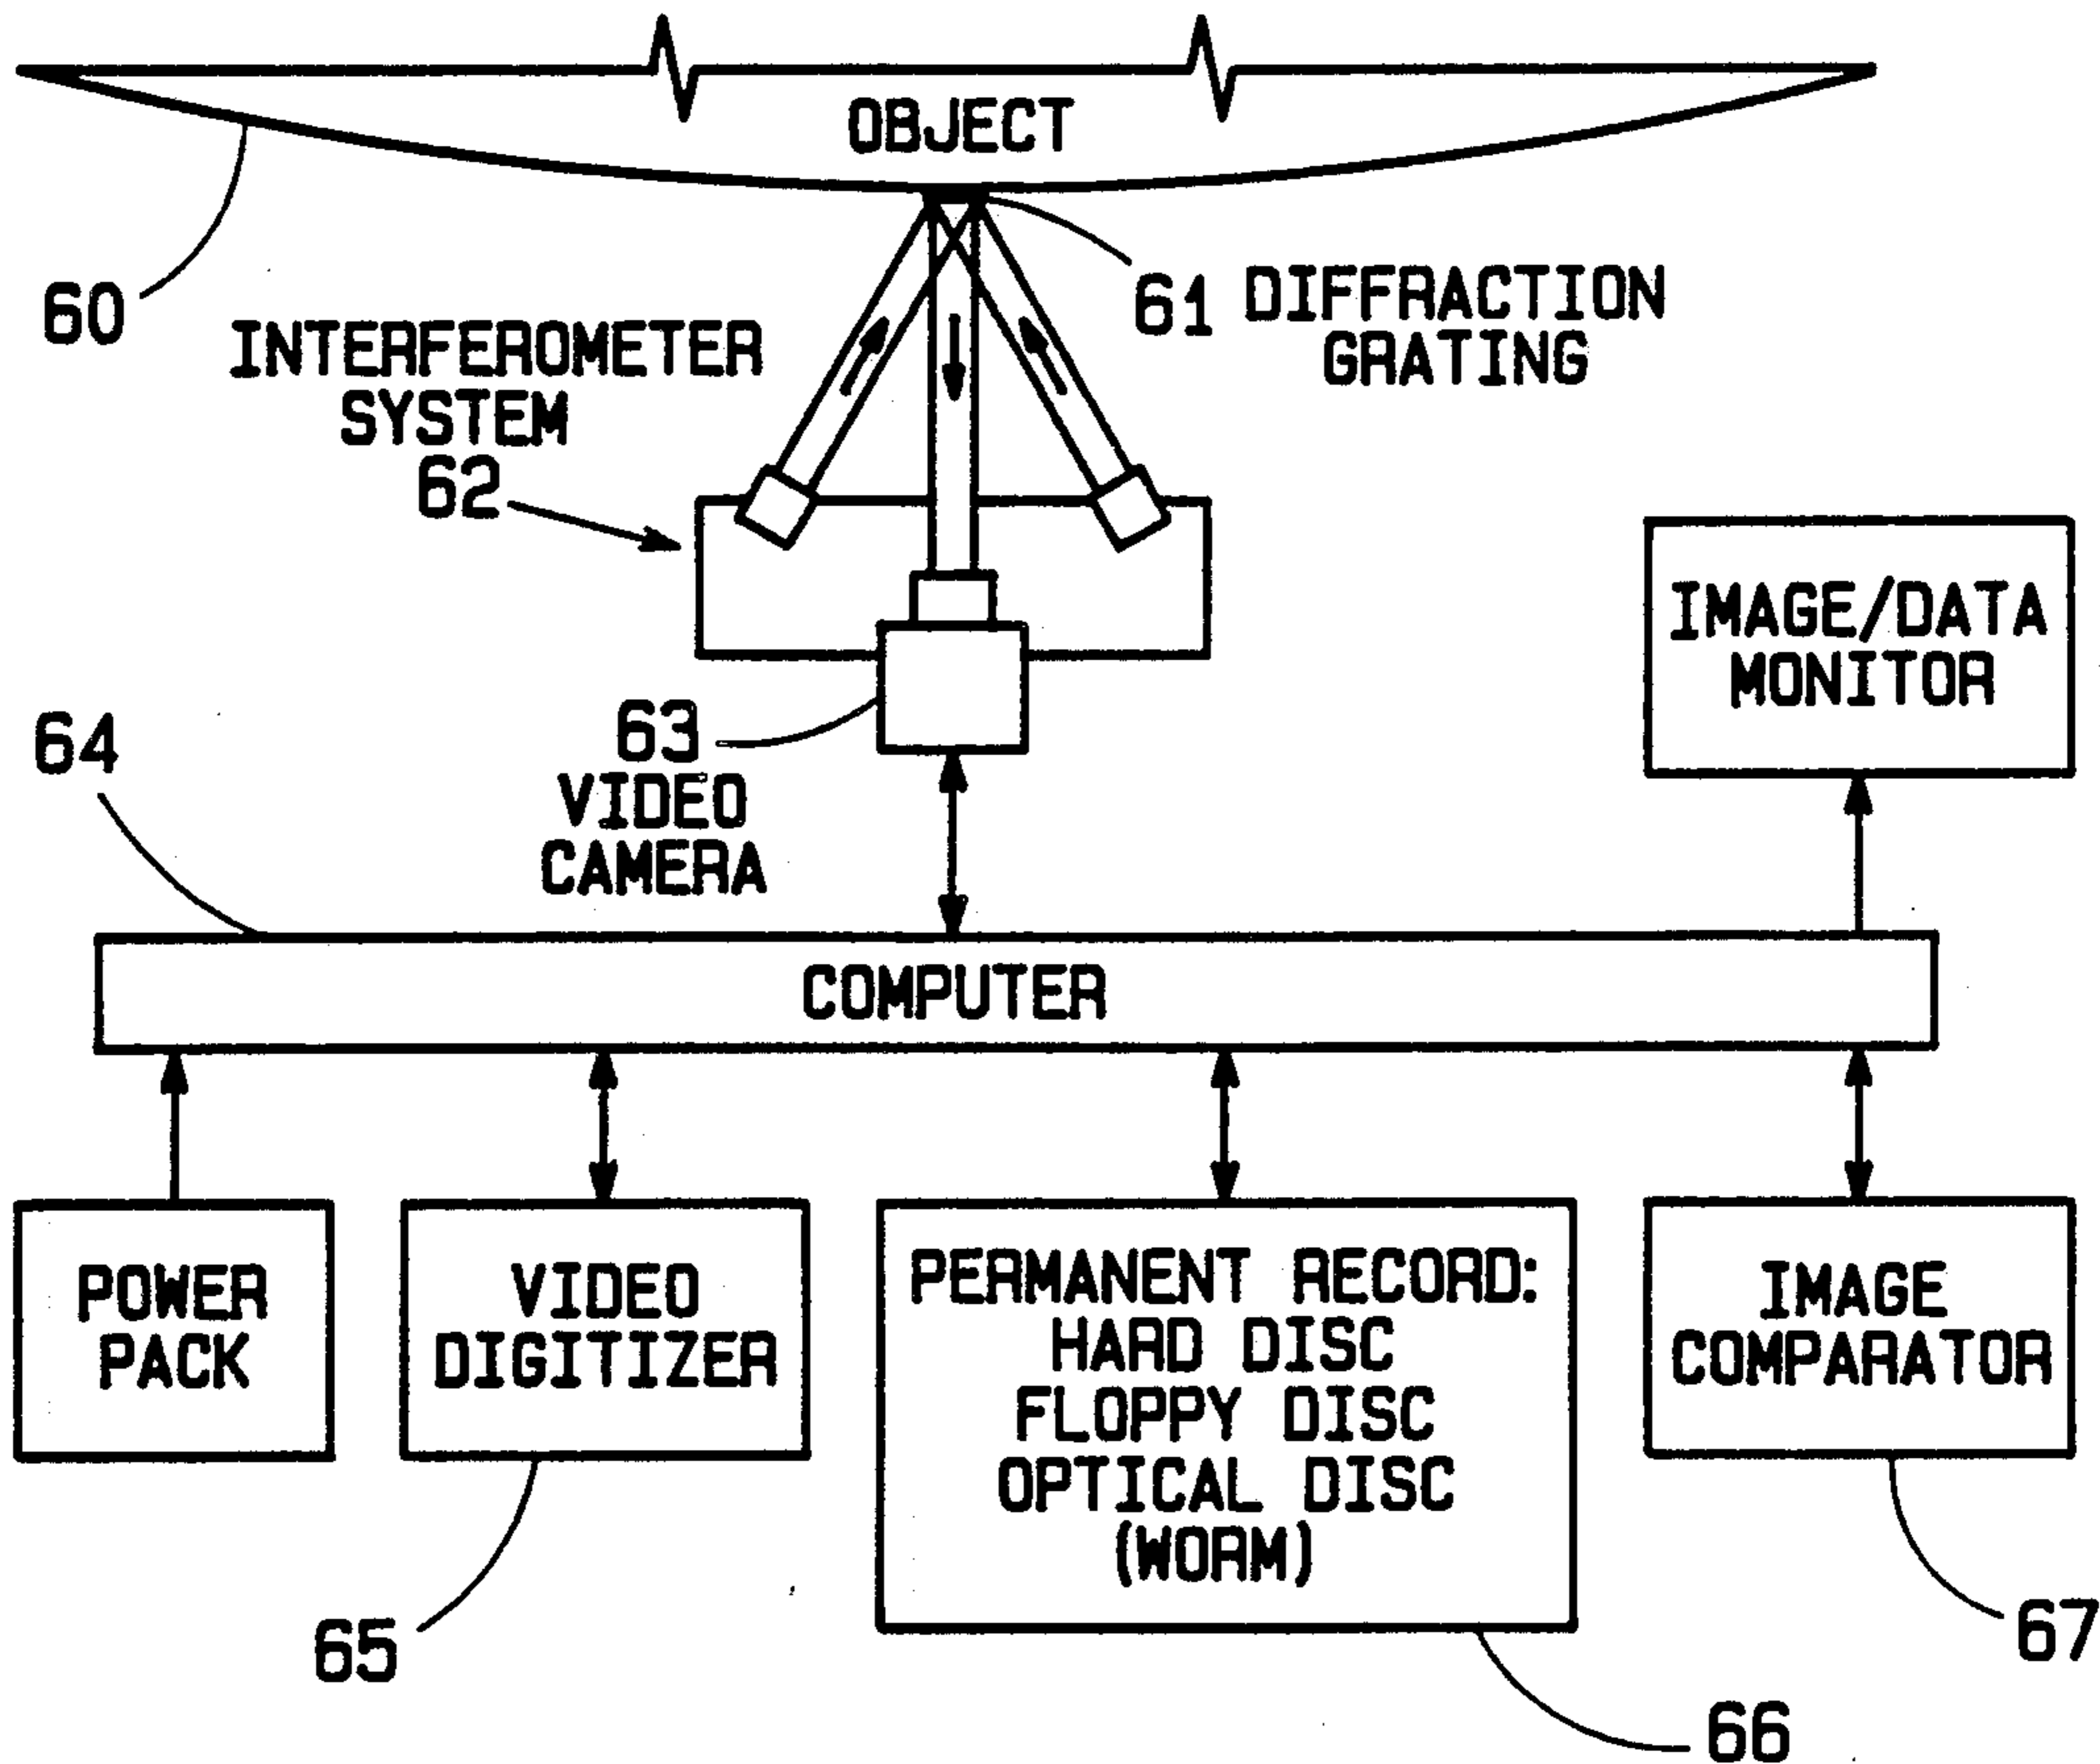 OBJECT
60
61 DIFFRACTION
GRATING
INTERFEROMETER
SYSTEM
62
IMAGE/DATA
MONITOR
63
VIDEO
CAMERA
64
COMPUTER
POWER
PACK
VIDEO
DIGITIZER
PERMANENT RECORD:
HARD DISC
FLOPPY DISC
OPTICAL DISC
(WORM)
IMAGE
COMPARATOR
65
67
66